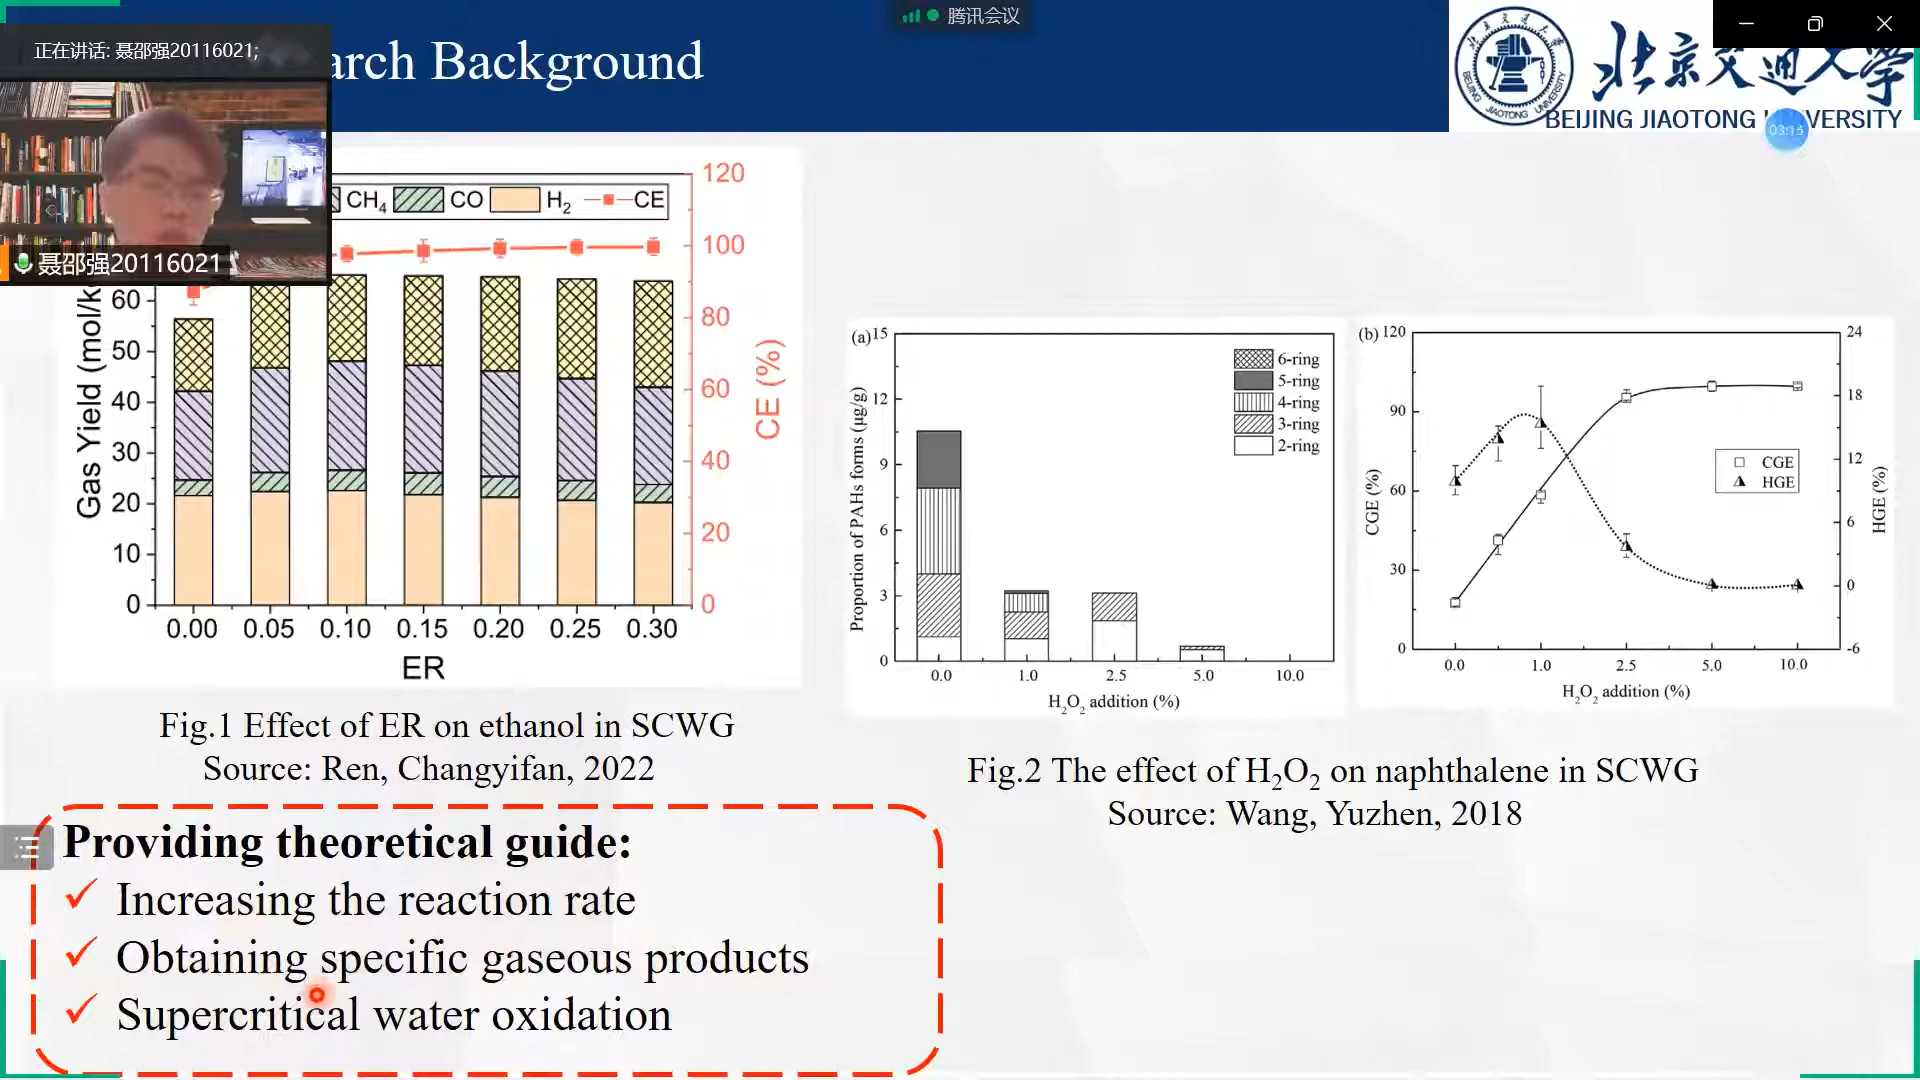 腾讯会议
正在讲话: 聂邵强20116021;
arch Background
北京交通大学
BEIJING JIAOTONG UNIVERSITY
03:15
聂邵强20116021
CH4 CO H2 CE
Gas Yield (mol/k
60
50
40
30
20
10
0
120
100
80
60
40
20
0
CE (%)
0.00 0.05 0.10 0.15 0.20 0.25 0.30
ER
Fig.1 Effect of ER on ethanol in SCWG
Source: Ren, Changyifan, 2022
(a)
15
12
9
6
3
0
Proportion of PAHs forms (μg/g)
6-ring
5-ring
4-ring
3-ring
2-ring
0.0 1.0 2.5 5.0 10.0
H2O2 addition (%)
(b)
120
90
60
30
0
CGE (%)
CGE
HGE
24
18
12
6
0
-6
HGE (%)
0.0 1.0 2.5 5.0 10.0
H2O2 addition (%)
Fig.2 The effect of H2O2 on naphthalene in SCWG
Source: Wang, Yuzhen, 2018
Providing theoretical guide:
✓ Increasing the reaction rate
✓ Obtaining specific gaseous products
✓ Supercritical water oxidation